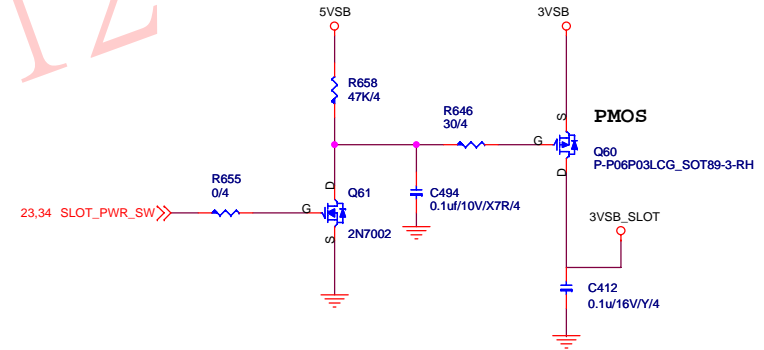 5VSB
3VSB
R658
47K/4
R646
30/4
S
PMOS
G
Q60
P-P06P03LCG_SOT89-3-RH
D
R655
0/4
D
Q61
C494
0.1uf/10V/X7R/4
23,34 SLOT_PWR_SW
G
2N7002
S
3VSB_SLOT
C412
0.1u/16V/Y/4